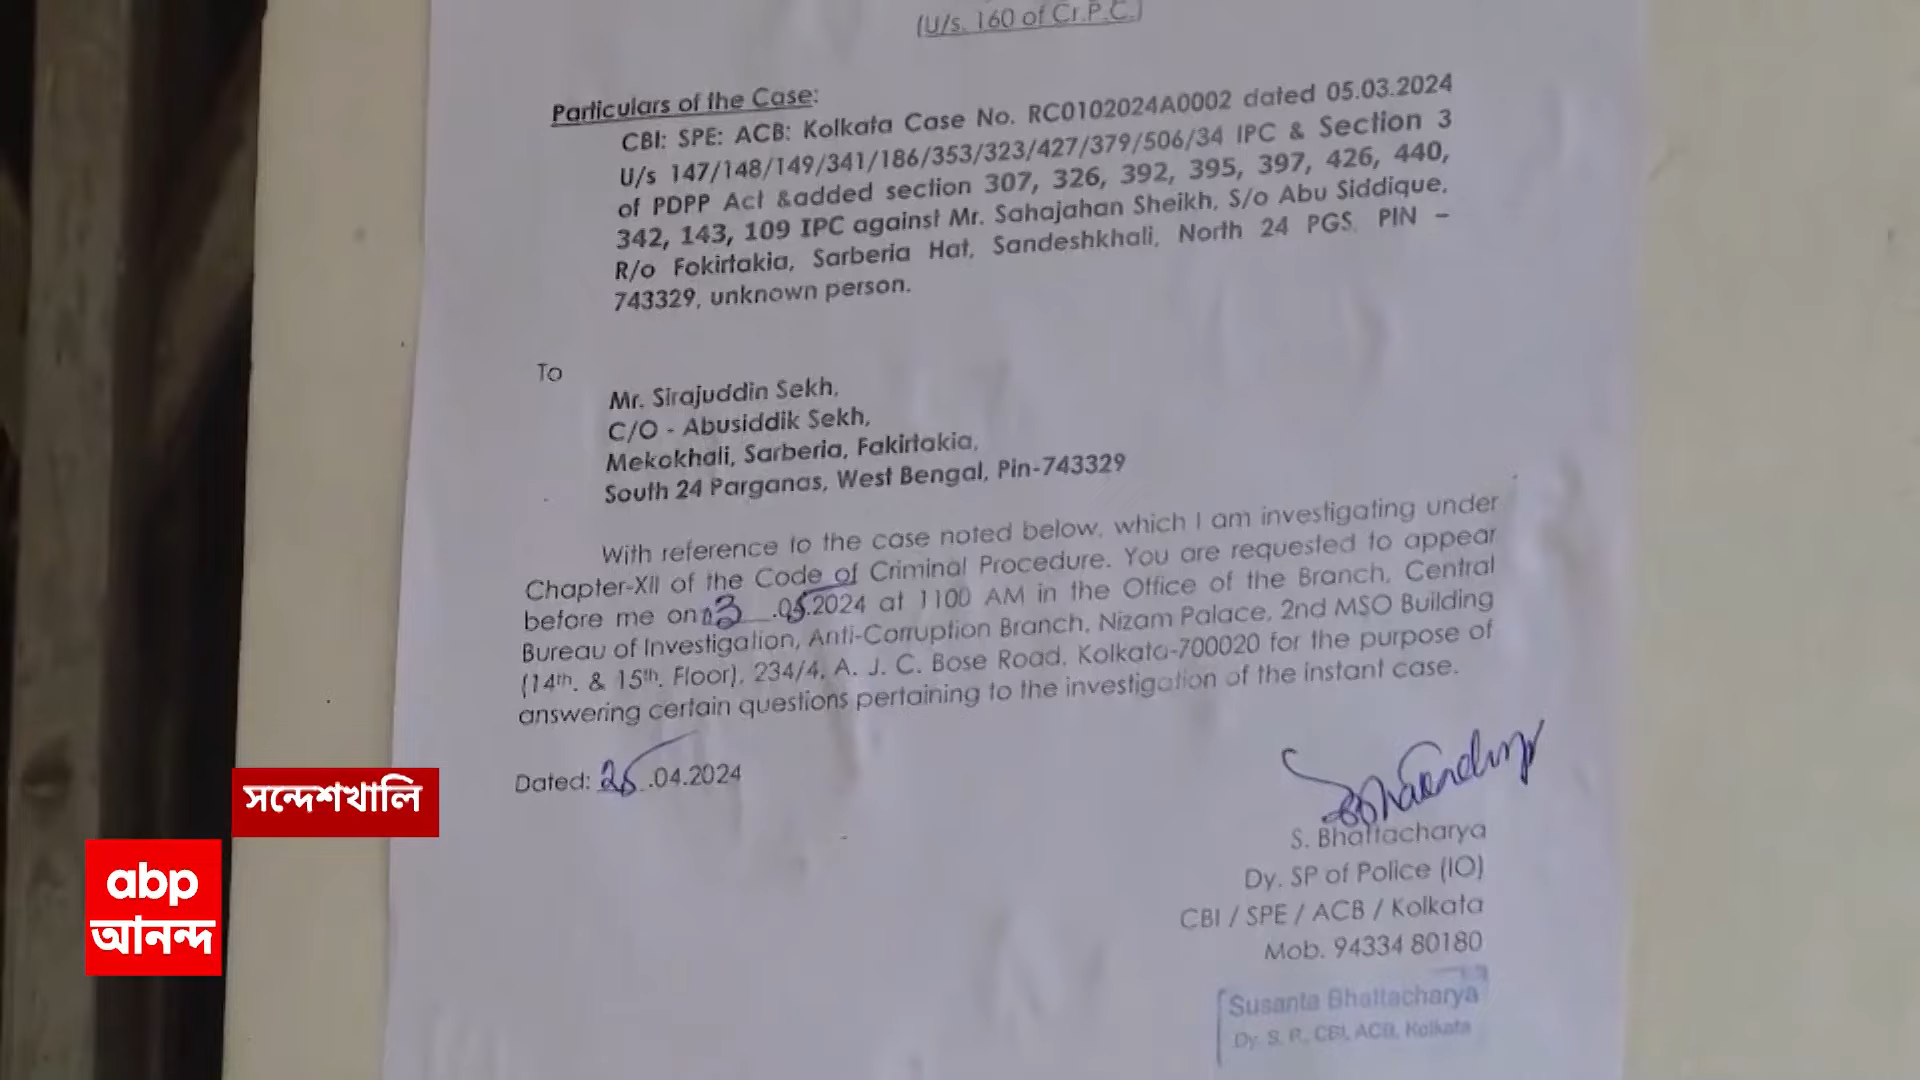 (U/s. 160 of Cr.P.C.)
Particulars of the Case:
CBI: SPE: ACB: Kolkata Case No. RC0102024A0002 dated 05.03.2024
U/s 147/148/149/341/186/353/323/427/379/506/34 IPC & Section 3
of PDPP Act &added section 307, 326, 392, 395, 397, 426, 440,
342, 143, 109 IPC against Mr. Sahajahan Sheikh, S/o Abu Siddique,
R/o Fokirtakia, Sarberia Hat, Sandeshkhali, North 24 PGS, PIN –
743329, unknown person.
To
Mr. Sirajuddin Sekh,
C/O - Abusiddik Sekh,
Mekokhali, Sarberia, Fakirtakia,
South 24 Parganas, West Bengal, Pin-743329
With reference to the case noted below, which I am investigating under
Chapter-XII of the Code of Criminal Procedure. You are requested to appear
before me on 03.05.2024 at 1100 AM in the Office of the Branch, Central
Bureau of Investigation, Anti-Corruption Branch, Nizam Palace, 2nd MSO Building
(14th. & 15th. Floor), 234/4, A. J. C. Bose Road, Kolkata-700020 for the purpose of
answering certain questions pertaining to the investigation of the instant case.
Dated: 25.04.2024
S. Bhattacharya
Dy. SP of Police (IO)
CBI / SPE / ACB / Kolkata
Mob. 94334 80180
Susanta Bhattacharya
Dy. S. P., CBI, ACB, Kolkata
সন্দেশখালি
abp
আনন্দ